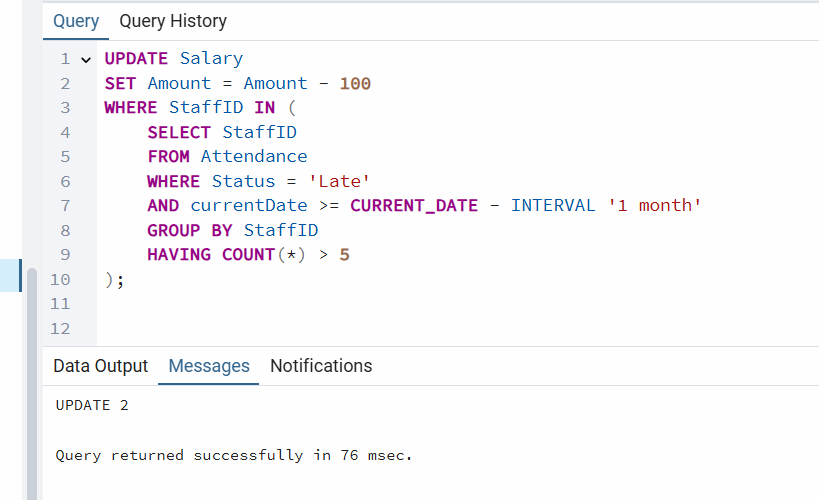 Query Query History
1 UPDATE Salary
2 SET Amount = Amount - 100
3 WHERE StaffID IN (
4     SELECT StaffID
5     FROM Attendance
6     WHERE Status = 'Late'
7     AND currentDate >= CURRENT_DATE - INTERVAL '1 month'
8     GROUP BY StaffID
9     HAVING COUNT(*) > 5
10 );
11
12
Data Output Messages Notifications
UPDATE 2
Query returned successfully in 76 msec.